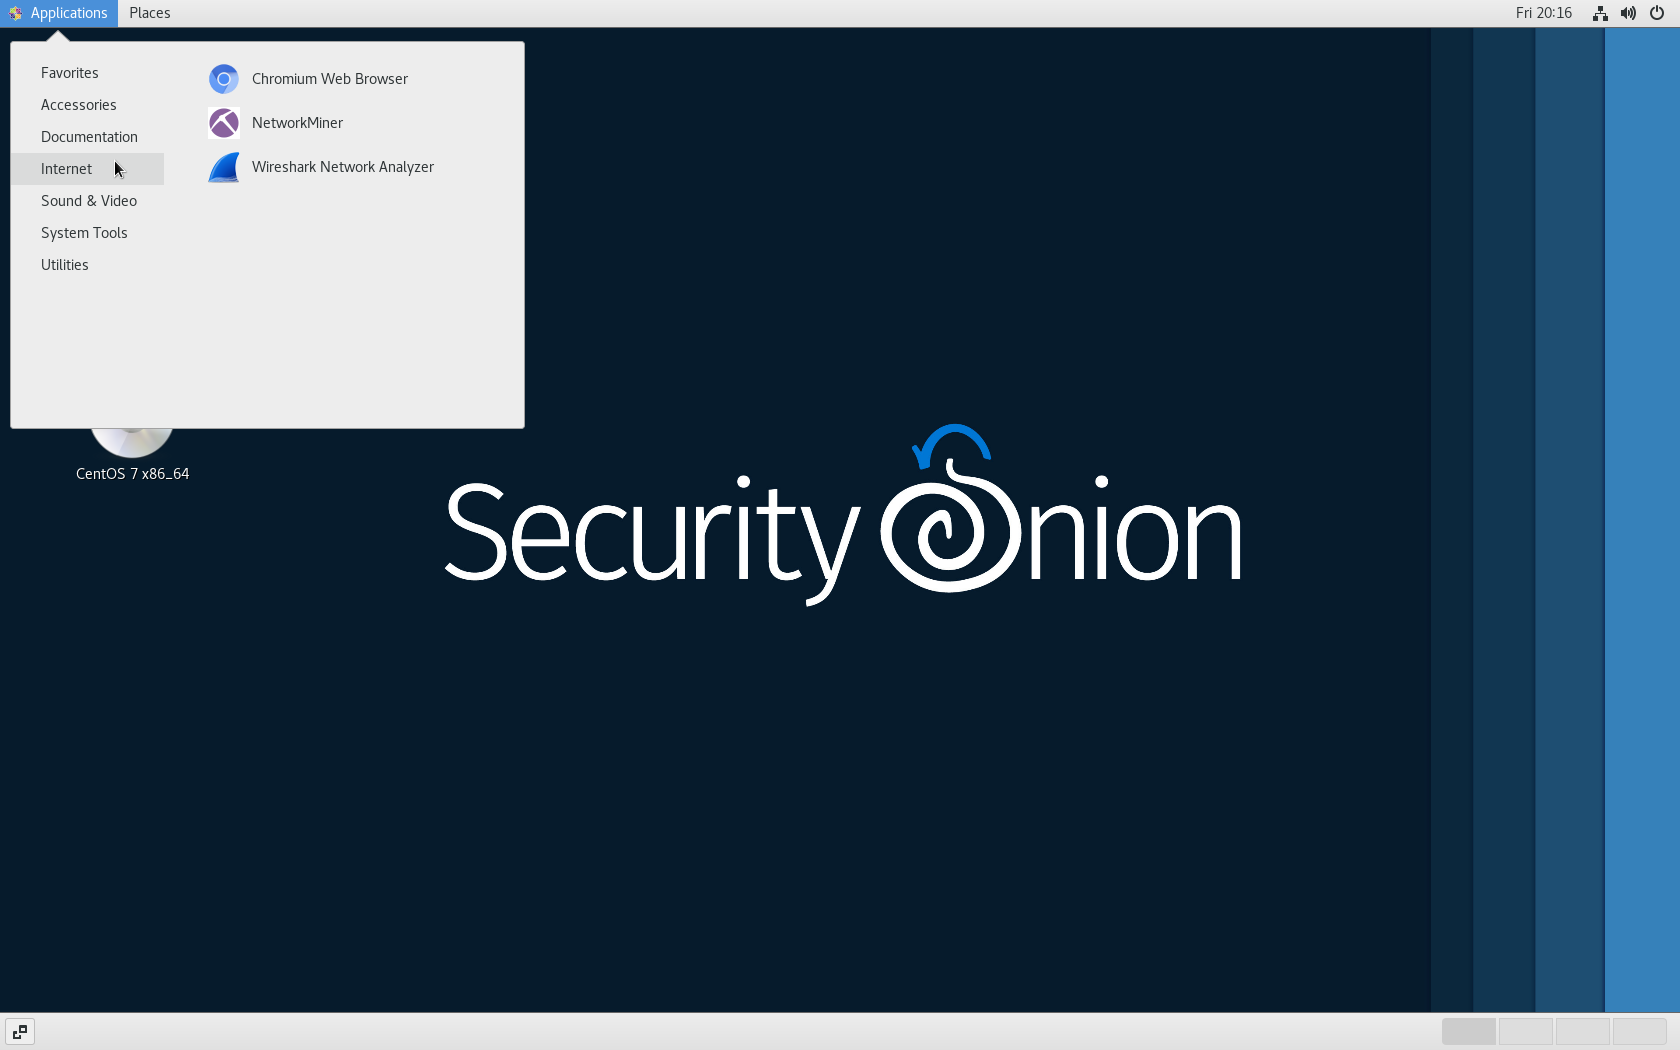 Applications Places Fri 20:16
Favorites
Accessories
Documentation
Internet
Sound & Video
System Tools
Utilities
Chromium Web Browser
NetworkMiner
Wireshark Network Analyzer
CentOS 7 x86_64
Security Onion